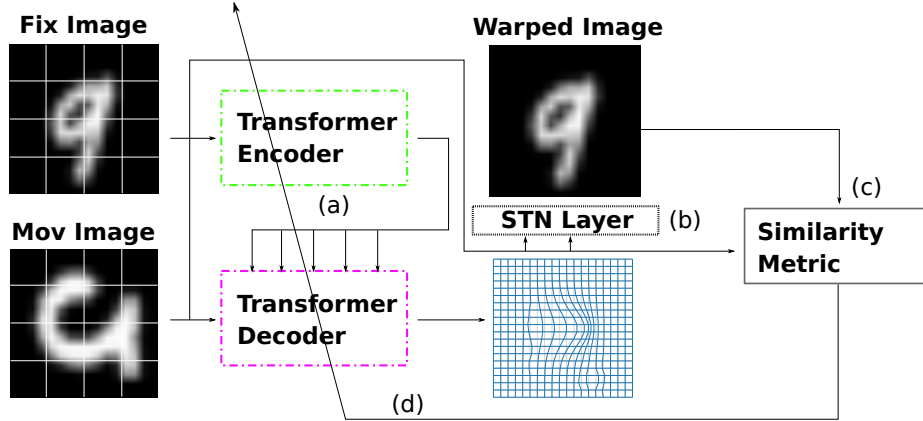 Fix Image
Warped Image
Transformer
Encoder
(a)
(c)
Mov Image
STN Layer
(b)
Similarity
Metric
Transformer
Decoder
(d)